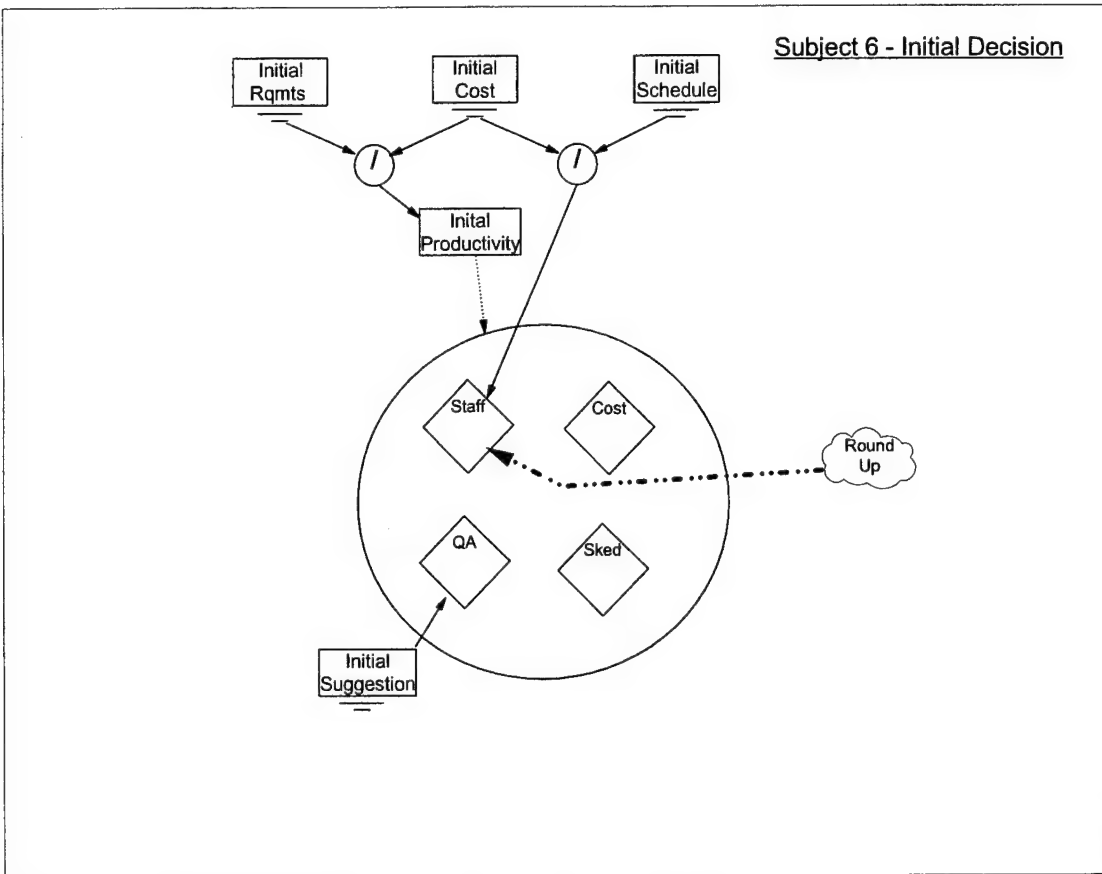 Subject 6 - Initial Decision
Initial
Rqmts
Initial
Cost
Initial
Schedule
/
/
Inital
Productivity
Staff
Cost
Round
Up
QA
Sked
Initial
Suggestion